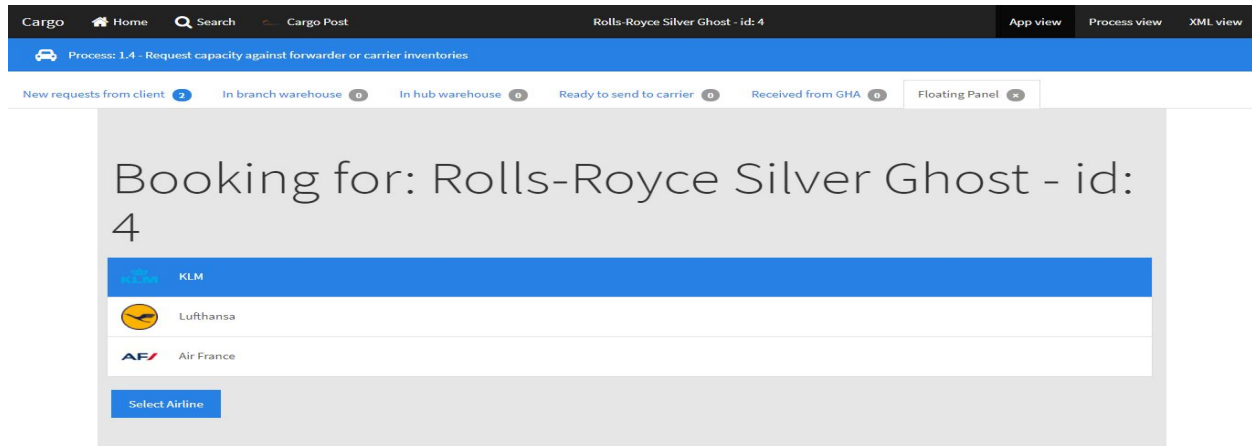 Cargo Home Search Cargo Post Rolls-Royce Silver Ghost - id: 4 App view Process view XML view
Process: 1.4 - Request capacity against forwarder or carrier inventories
New requests from client 2 In branch warehouse 0 In hub warehouse 0 Ready to send to carrier 0 Received from GHA 0 Floating Panel x
Booking for: Rolls-Royce Silver Ghost - id:
4
KLM KLM
Lufthansa
AF/ Air France
Select Airline